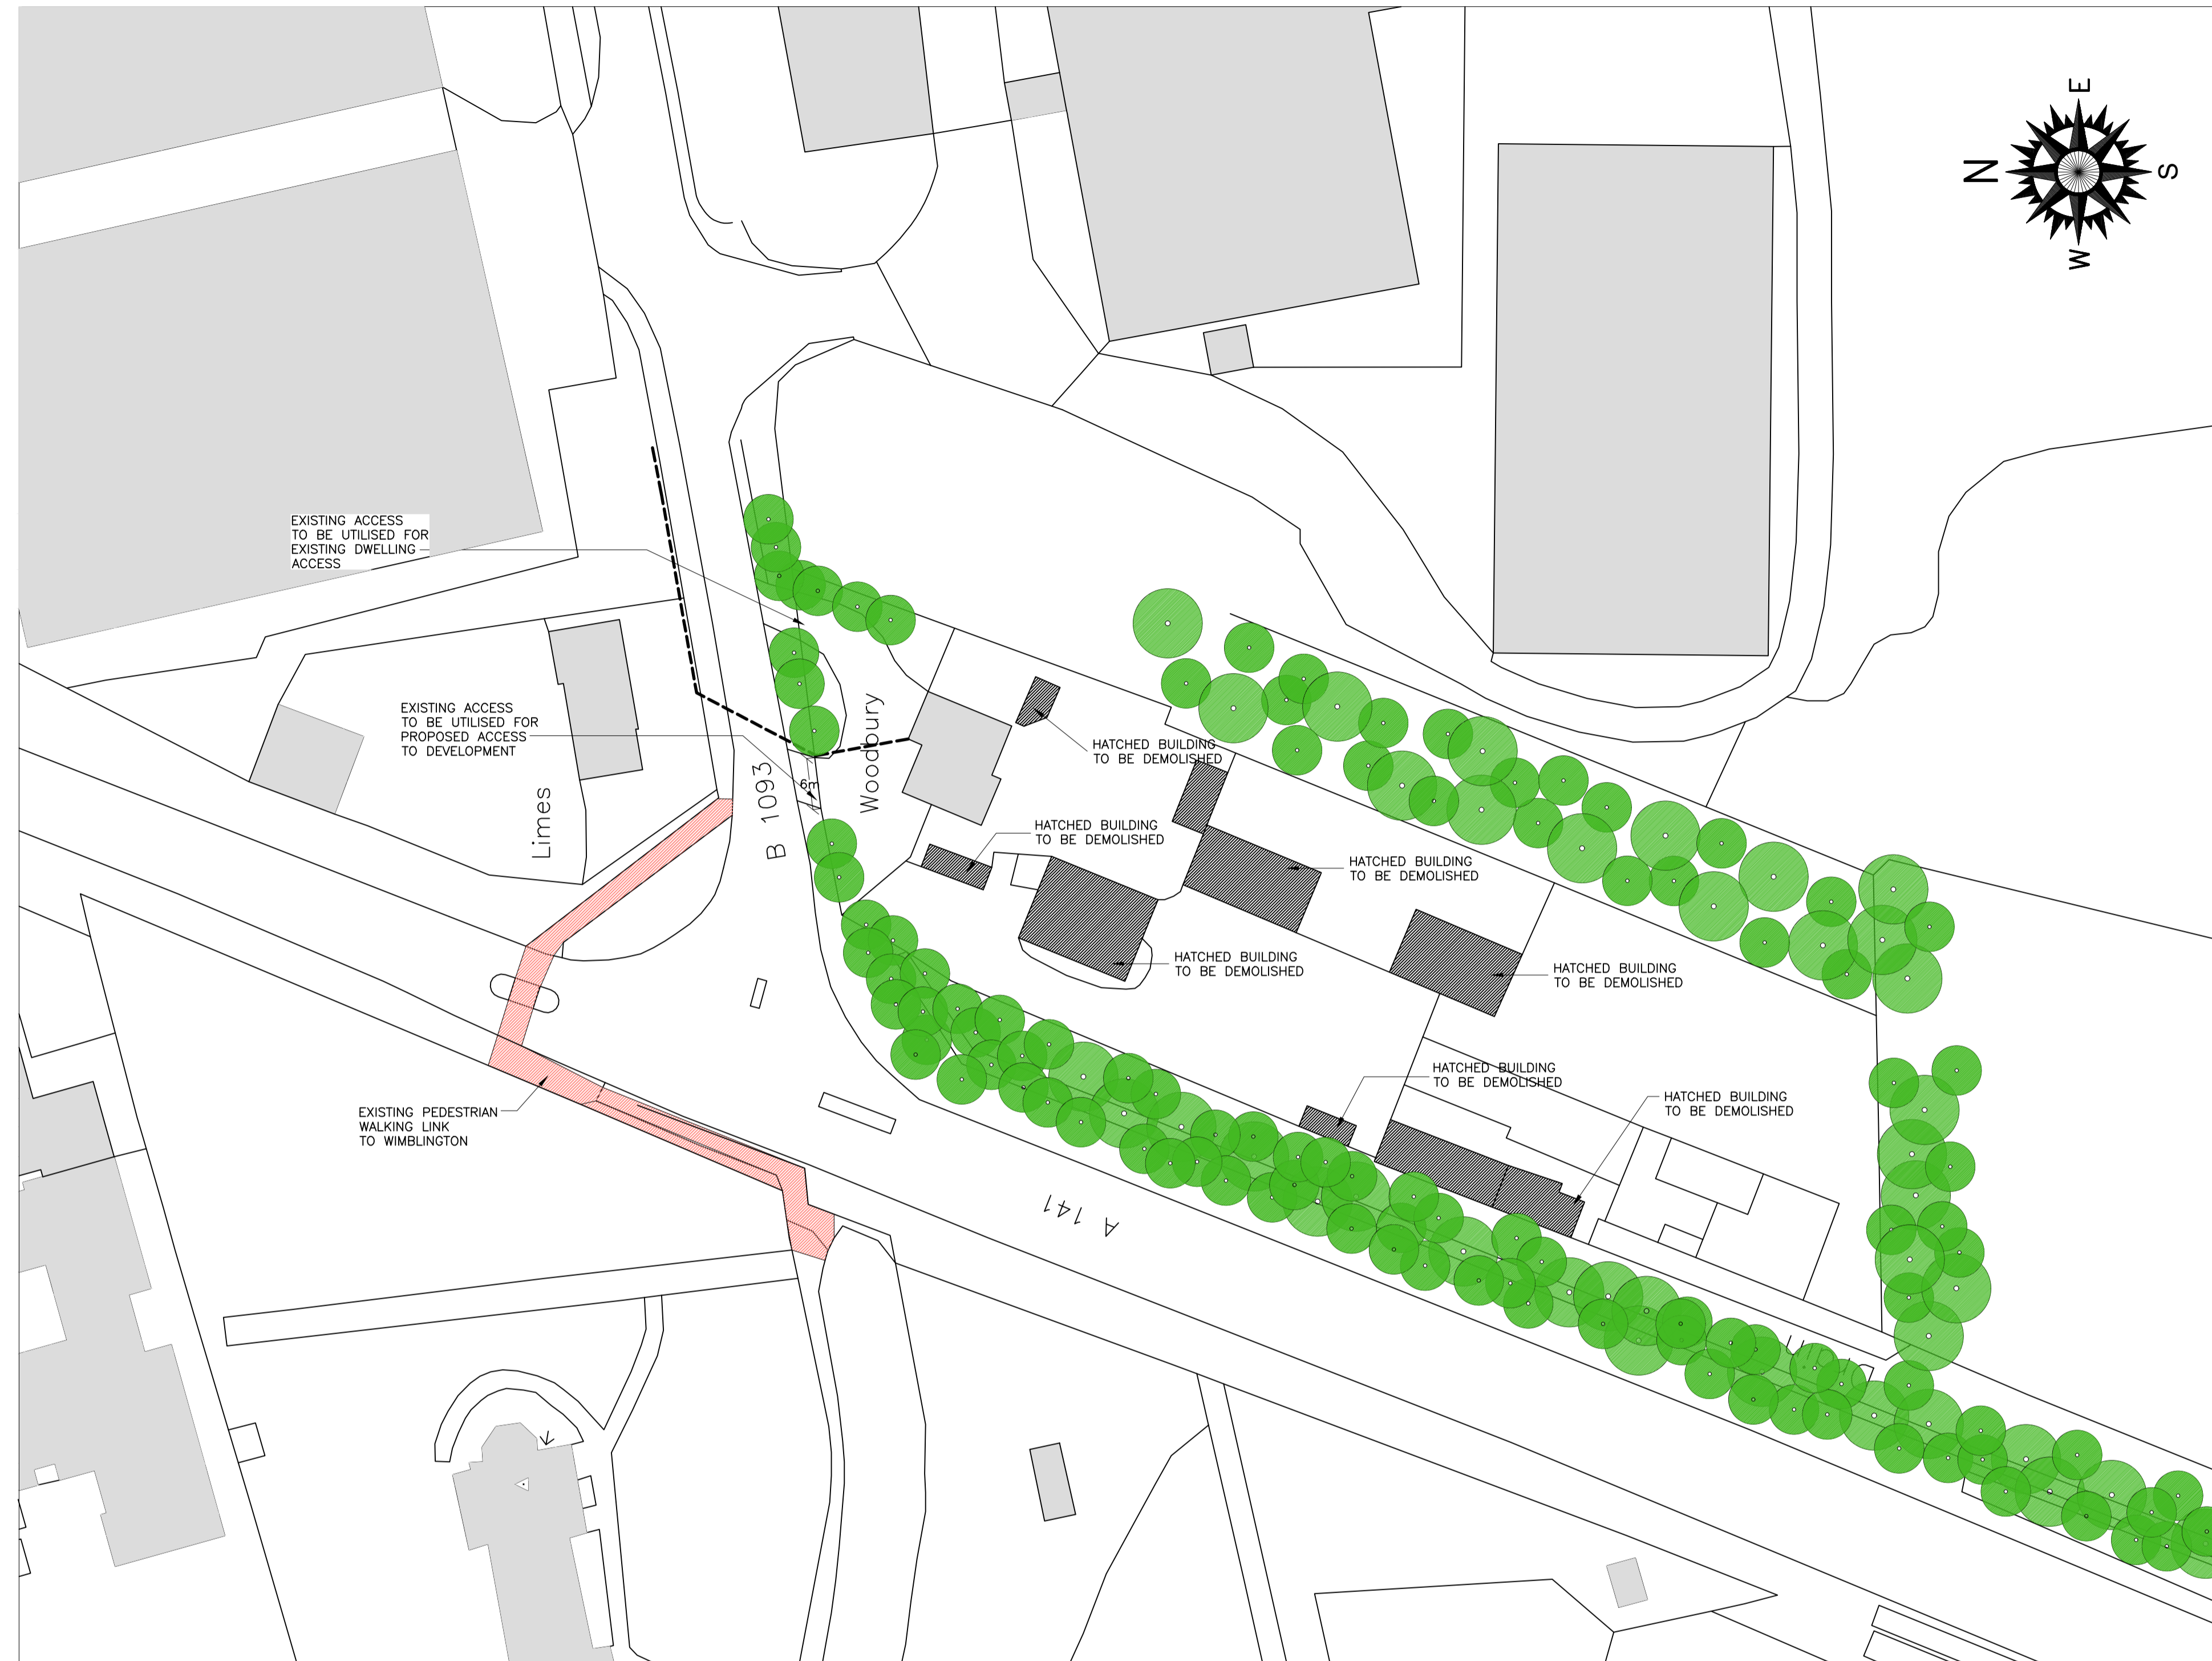 E
N
S
W
EXISTING ACCESS
TO BE UTILISED FOR
EXISTING DWELLING
ACCESS
EXISTING ACCESS
TO BE UTILISED FOR
PROPOSED ACCESS
TO DEVELOPMENT
Limes
B 1093
6m
Woodbury
HATCHED BUILDING
TO BE DEMOLISHED
HATCHED BUILDING
TO BE DEMOLISHED
HATCHED BUILDING
TO BE DEMOLISHED
HATCHED BUILDING
TO BE DEMOLISHED
HATCHED BUILDING
TO BE DEMOLISHED
HATCHED BUILDING
TO BE DEMOLISHED
HATCHED BUILDING
TO BE DEMOLISHED
EXISTING PEDESTRIAN
WALKING LINK
TO WIMBLINGTON
A 141